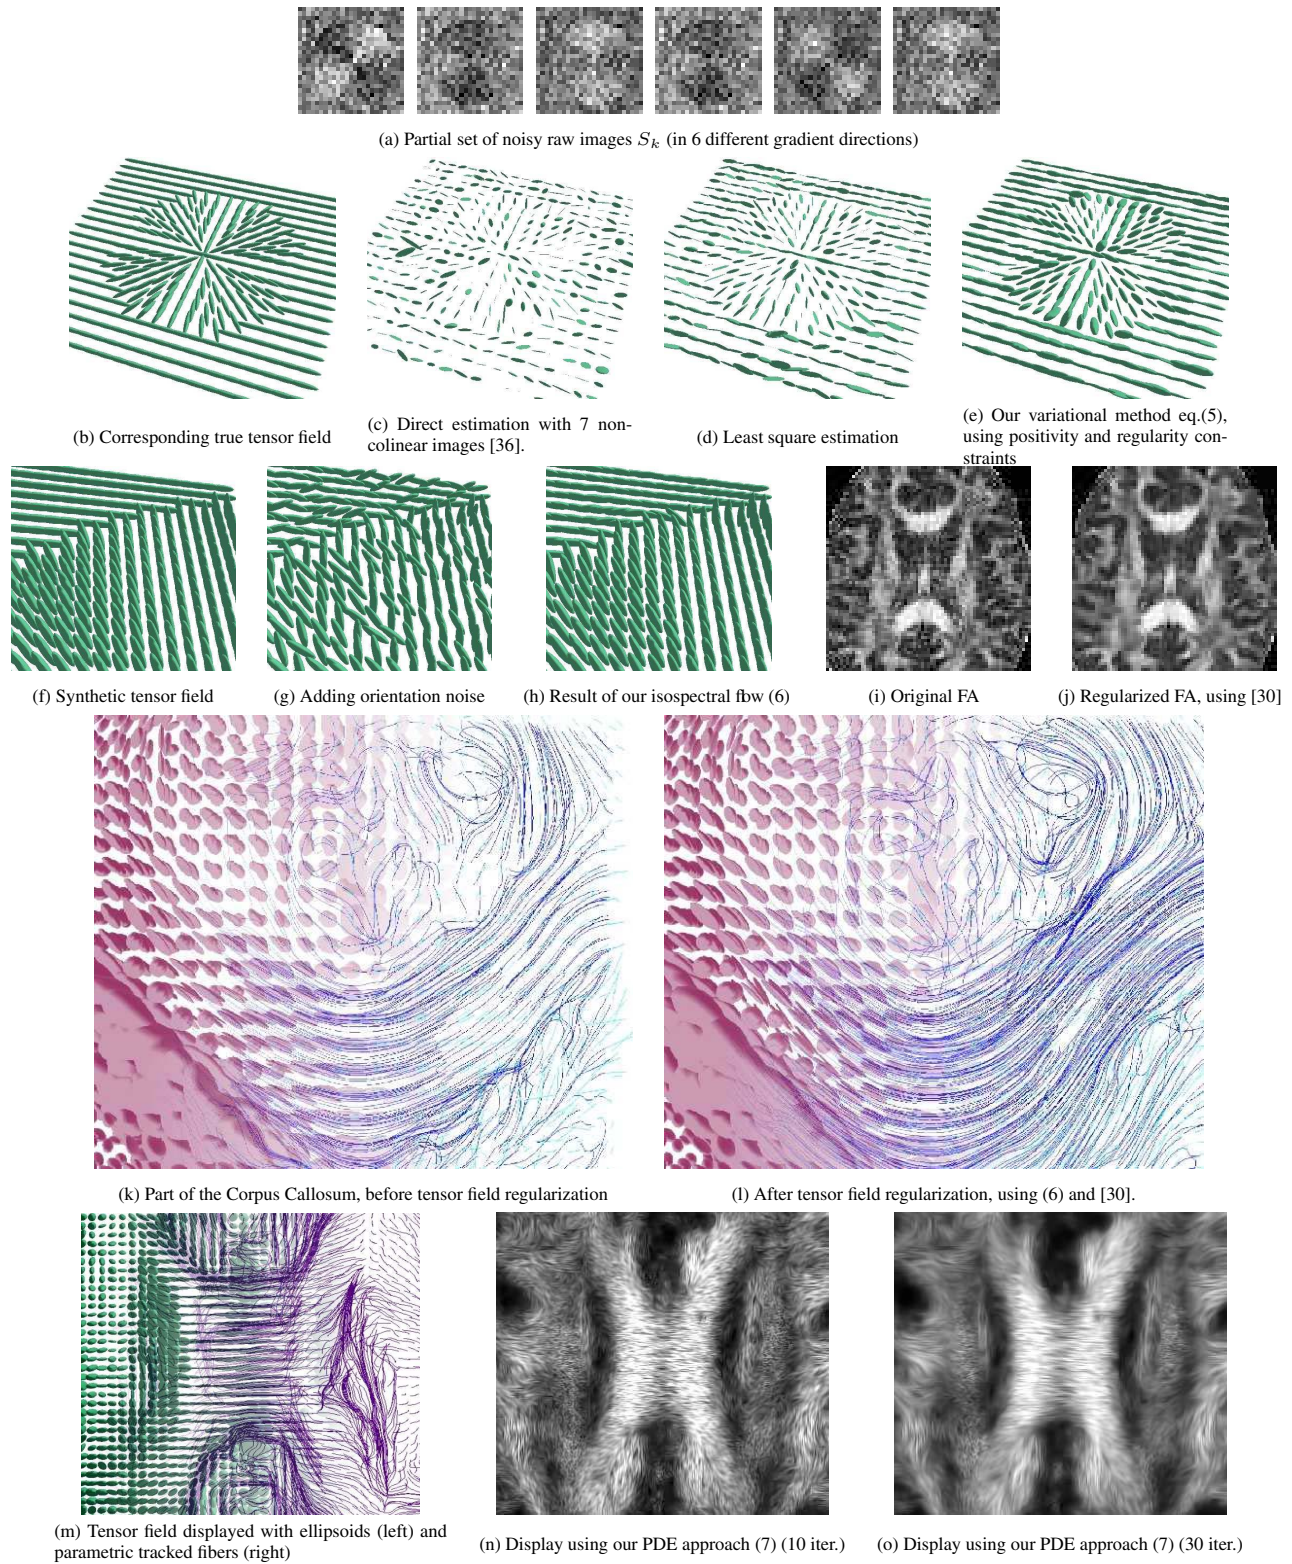 (a) Partial set of noisy raw images Sk (in 6 different gradient directions)
(b) Corresponding true tensor field
(c) Direct estimation with 7 non-
colinear images [36].
(d) Least square estimation
(e) Our variational method eq.(5),
using positivity and regularity con-
straints
(f) Synthetic tensor field
(g) Adding orientation noise
(h) Result of our isospectral flow (6)
(i) Original FA
(j) Regularized FA, using [30]
(k) Part of the Corpus Callosum, before tensor field regularization
(l) After tensor field regularization, using (6) and [30].
(m) Tensor field displayed with ellipsoids (left) and
parametric tracked fibers (right)
(n) Display using our PDE approach (7) (10 iter.)
(o) Display using our PDE approach (7) (30 iter.)